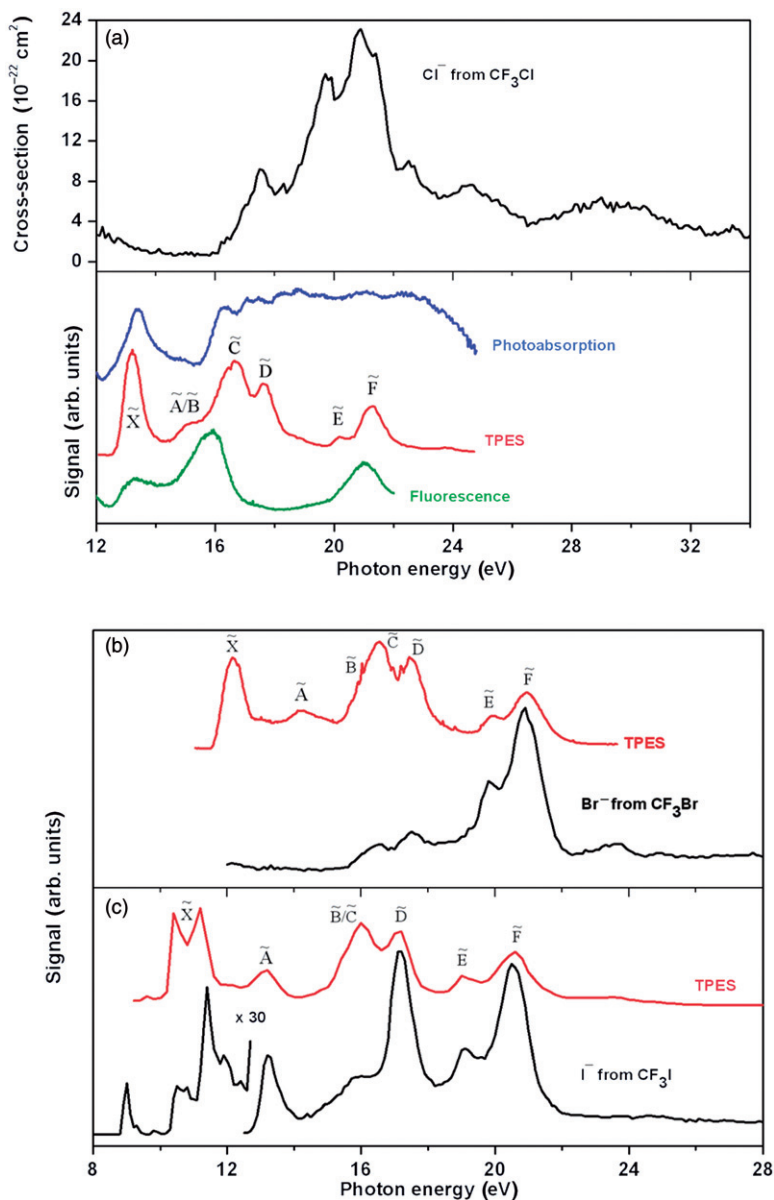 (a)
Cl⁻ from CF₃Cl
Cross-section (10⁻²² cm²)
24
20
16
12
8
4
0
Photoabsorption
C̃
D̃
Ã/B̃
X̃
Ẽ
F̃
TPES
Fluorescence
Signal (arb. units)
12 16 20 24 28 32
Photon energy (eV)
(b)
X̃
Ã
B̃
C̃
D̃
Ẽ
F̃
TPES
Br⁻ from CF₃Br
(c)
X̃
Ã
B̃/C̃
D̃
Ẽ
F̃
TPES
x 30
I⁻ from CF₃I
Signal (arb. units)
8 12 16 20 24 28
Photon energy (eV)